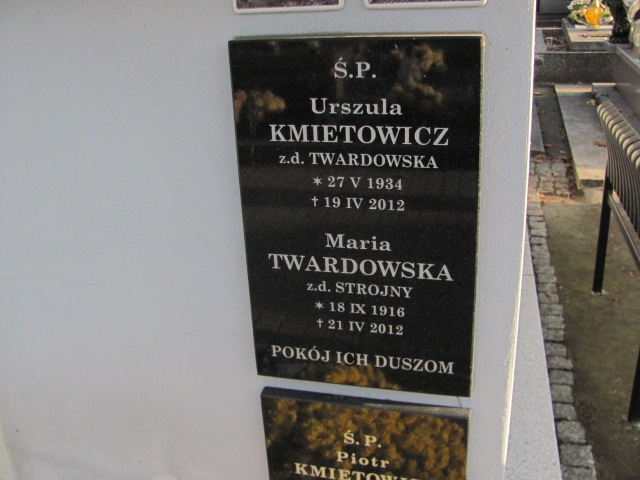 Ś.P.
Urszula
KMIETOWICZ
z.d. TWARDOWSKA
✶ 27 V 1934
† 19 IV 2012
Maria
TWARDOWSKA
z.d. STROJNY
✶ 18 IX 1916
† 21 IV 2012
POKÓJ ICH DUSZOM
Ś.P.
Piotr